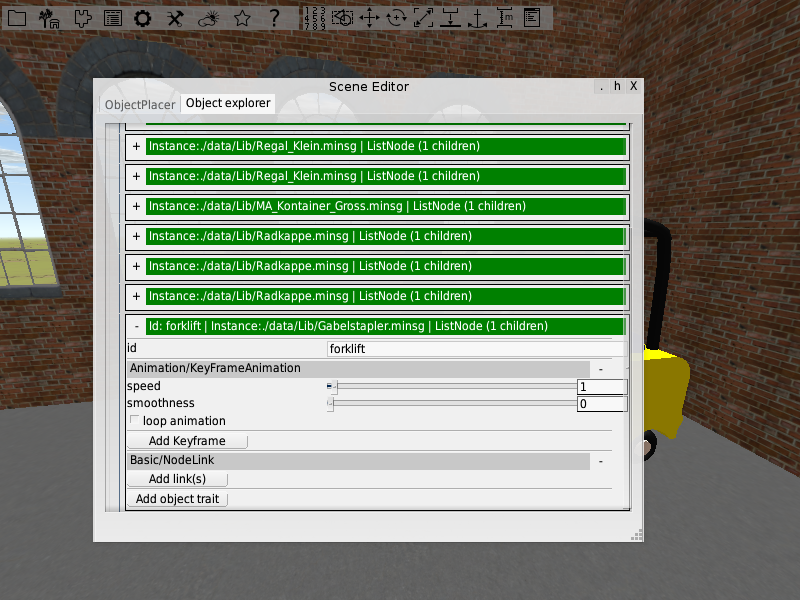 Scene Editor
. h X
ObjectPlacer Object explorer
+ Instance:./data/Lib/Regal_Klein.minsg | ListNode (1 children)
+ Instance:./data/Lib/Regal_Klein.minsg | ListNode (1 children)
+ Instance:./data/Lib/MA_Kontainer_Gross.minsg | ListNode (1 children)
+ Instance:./data/Lib/Radkappe.minsg | ListNode (1 children)
+ Instance:./data/Lib/Radkappe.minsg | ListNode (1 children)
+ Instance:./data/Lib/Radkappe.minsg | ListNode (1 children)
- Id: forklift | Instance:./data/Lib/Gabelstapler.minsg | ListNode (1 children)
id forklift
Animation/KeyFrameAnimation -
speed 1
smoothness 0
loop animation
Add Keyframe
Basic/NodeLink -
Add link(s)
Add object trait